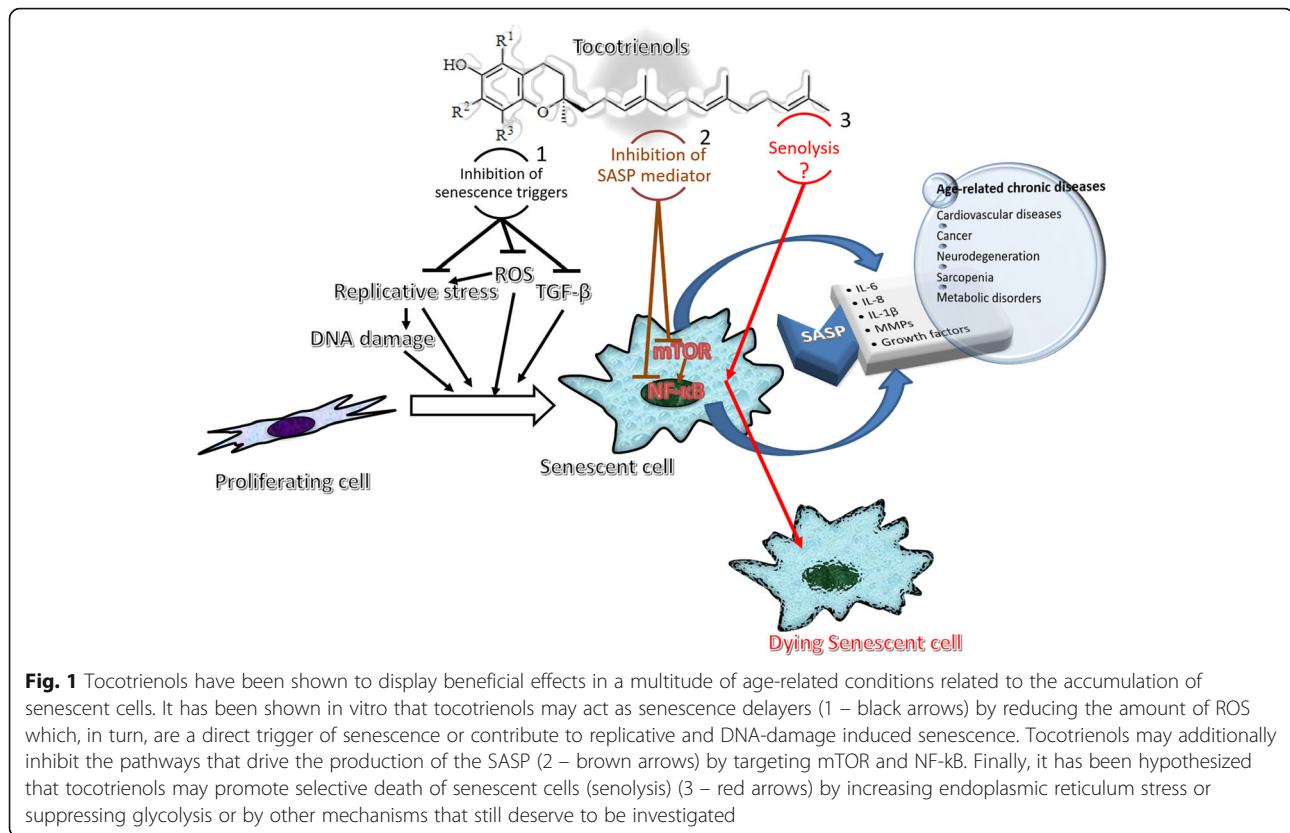 Tocotrienols
R1
HO
R2
O
R3
1
Inhibition of
senescence triggers
2
Inhibition of
SASP mediator
3
Senolysis
?
ROS
Replicative stress
TGF-β
DNA damage
mTOR
NF-κB
Proliferating cell
Senescent cell
SASP
• IL-6
• IL-8
• IL-1β
• MMPs
• Growth factors
Age-related chronic diseases
Cardiovascular diseases
Cancer
Neurodegeneration
Sarcopenia
Metabolic disorders
Dying Senescent cell
Fig. 1 Tocotrienols have been shown to display beneficial effects in a multitude of age-related conditions related to the accumulation of
senescent cells. It has been shown in vitro that tocotrienols may act as senescence delayers (1 – black arrows) by reducing the amount of ROS
which, in turn, are a direct trigger of senescence or contribute to replicative and DNA-damage induced senescence. Tocotrienols may additionally
inhibit the pathways that drive the production of the SASP (2 – brown arrows) by targeting mTOR and NF-kB. Finally, it has been hypothesized
that tocotrienols may promote selective death of senescent cells (senolysis) (3 – red arrows) by increasing endoplasmic reticulum stress or
suppressing glycolysis or by other mechanisms that still deserve to be investigated